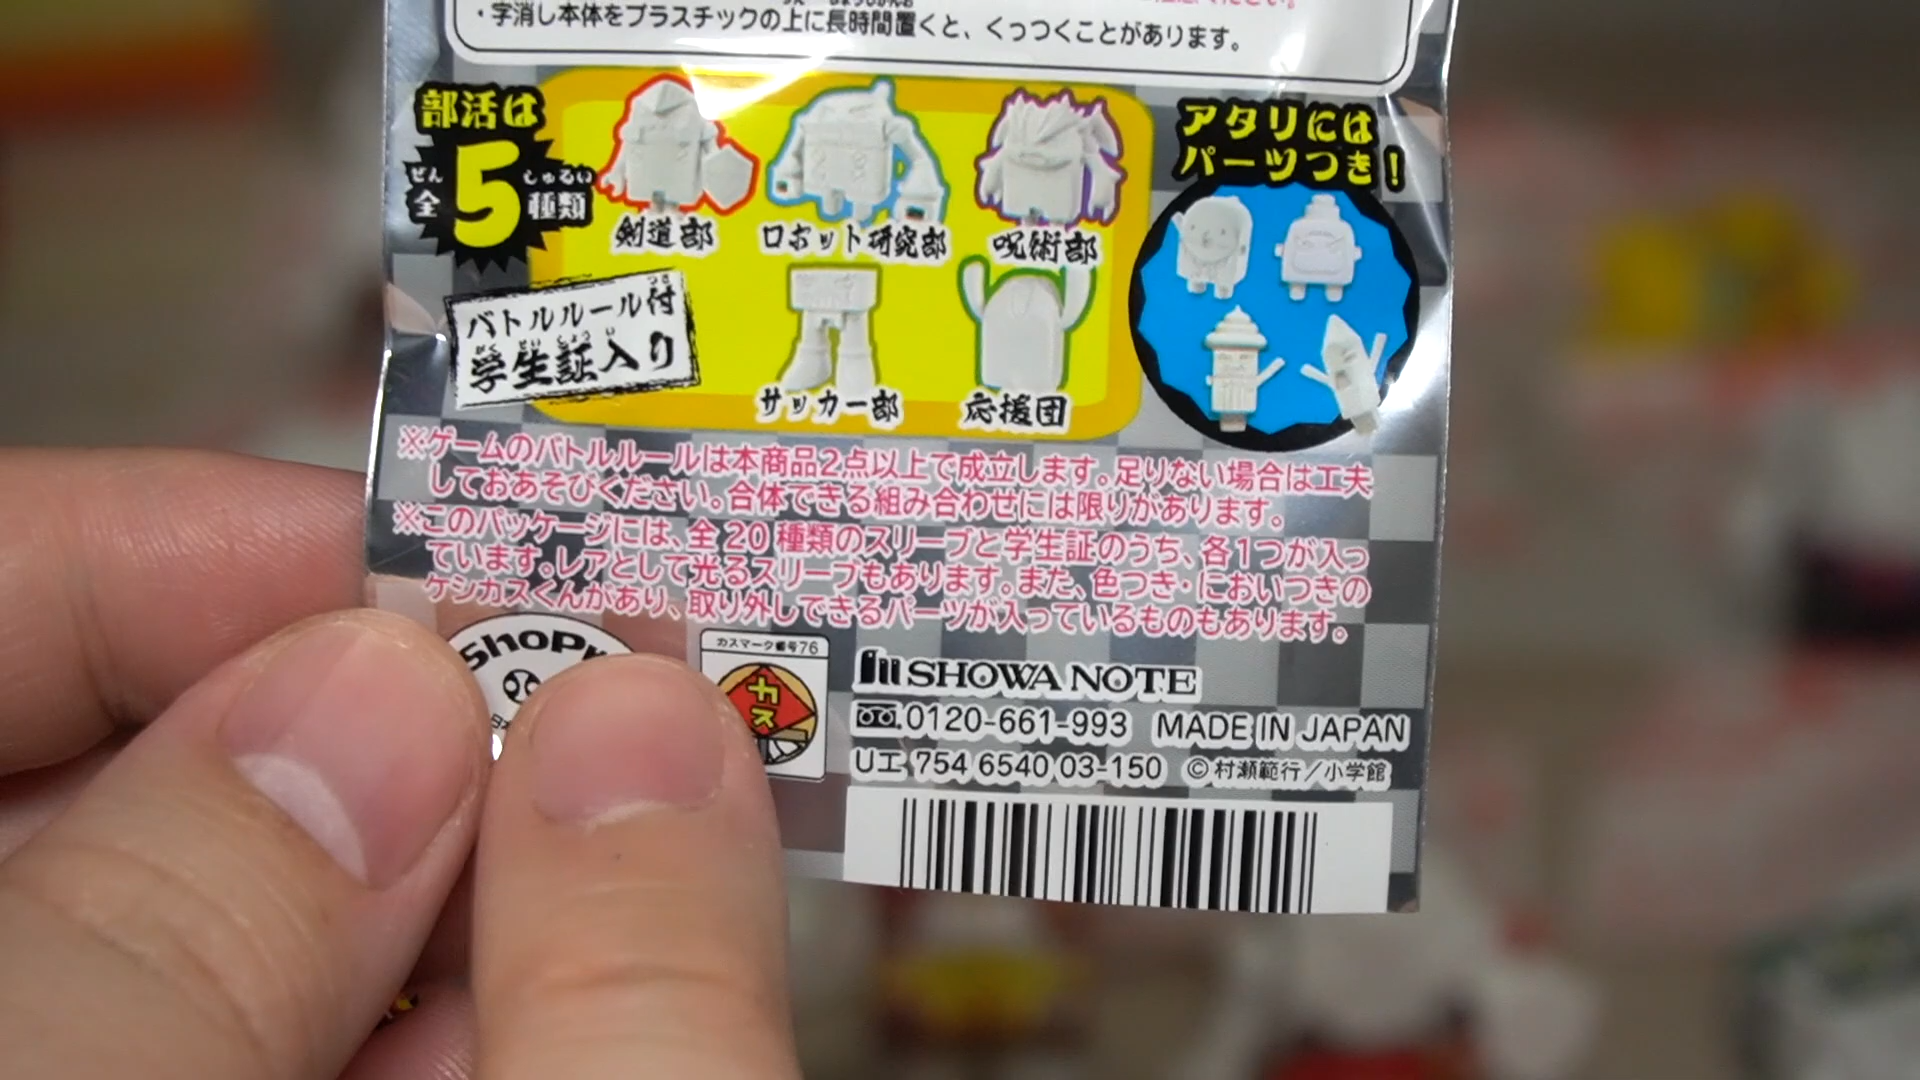 ・字消し本体をプラスチックの上に長時間置くと、くっつくことがあります。
部活は
全5種類
ぜん しゅるい
剣道部
ロボット研究部
呪術部
サッカー部
応援団
バトルルール付
学生証入り
アタリには
パーツつき!
※ゲームのバトルルールは本商品2点以上で成立します。足りない場合は工夫
しておあそびください。合体できる組み合わせには限りがあります。
※このパッケージには、全20種類のスリーブと学生証のうち、各1つが入っ
ています。レアとして光るスリーブもあります。また、色つき・においつきの
ケシカスくんがあり、取り外しできるパーツが入っているものもあります。
ShoPr
カスマーク番号76
カス
SHOWA NOTE
0120-661-993 MADE IN JAPAN
Uエ 754 6540 03-150 ©村瀬範行/小学館